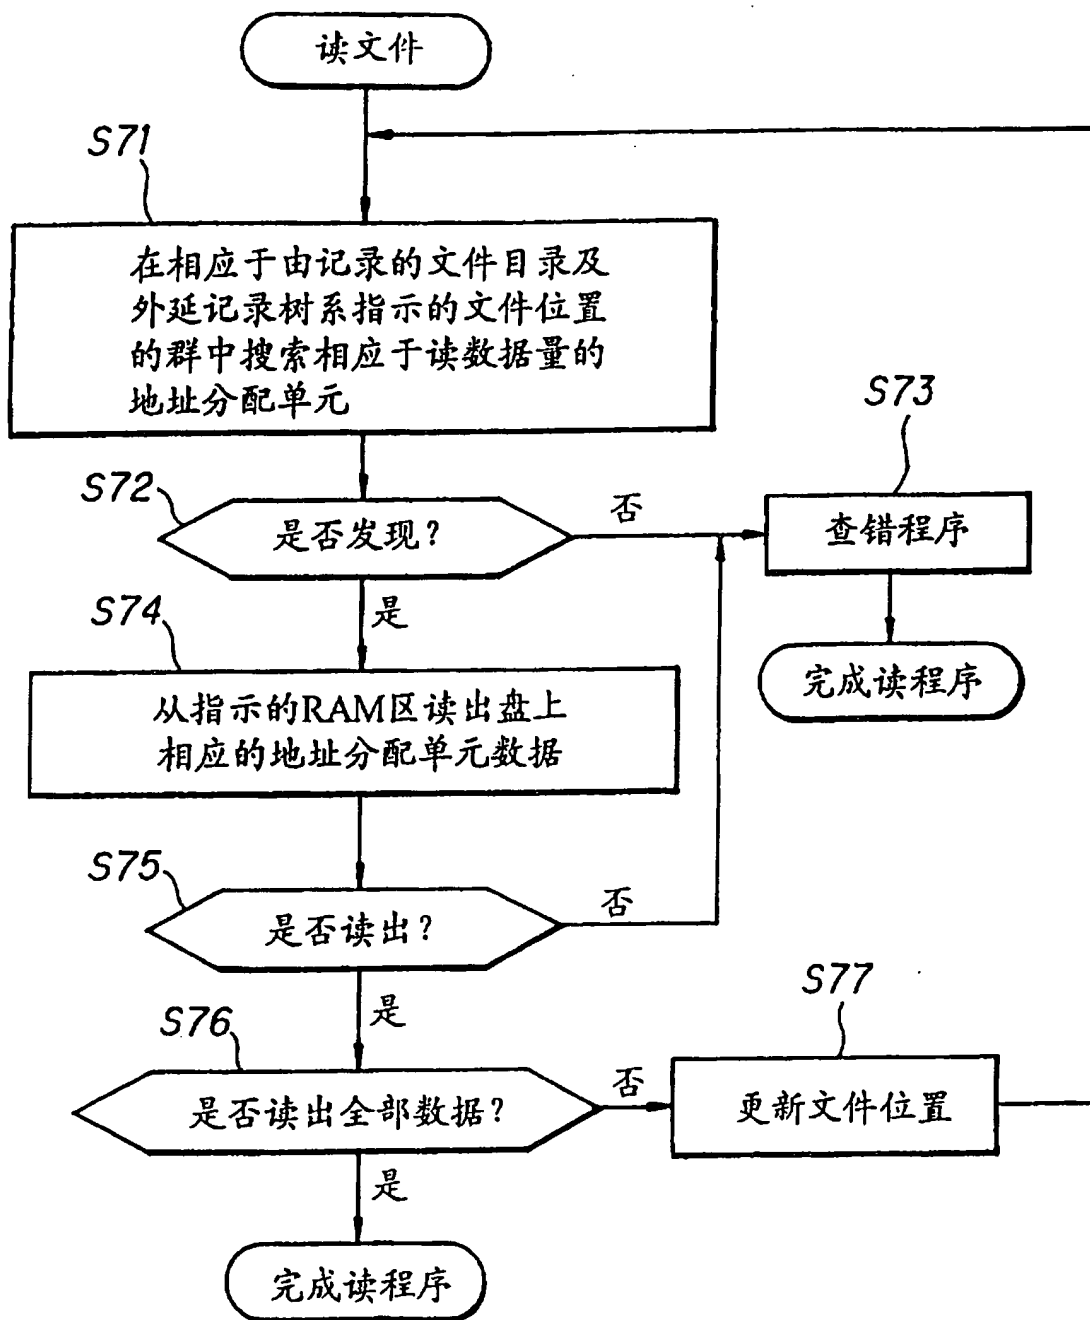 读文件
S71
在相应于由记录的文件目录及
外延记录树系指示的文件位置
的群中搜索相应于读数据量的
地址分配单元
S72
是否发现?
否
S73
查错程序
完成读程序
是
S74
从指示的RAM区读出盘上
相应的地址分配单元数据
S75
是否读出?
否
是
S76
是否读出全部数据?
否
S77
更新文件位置
是
完成读程序